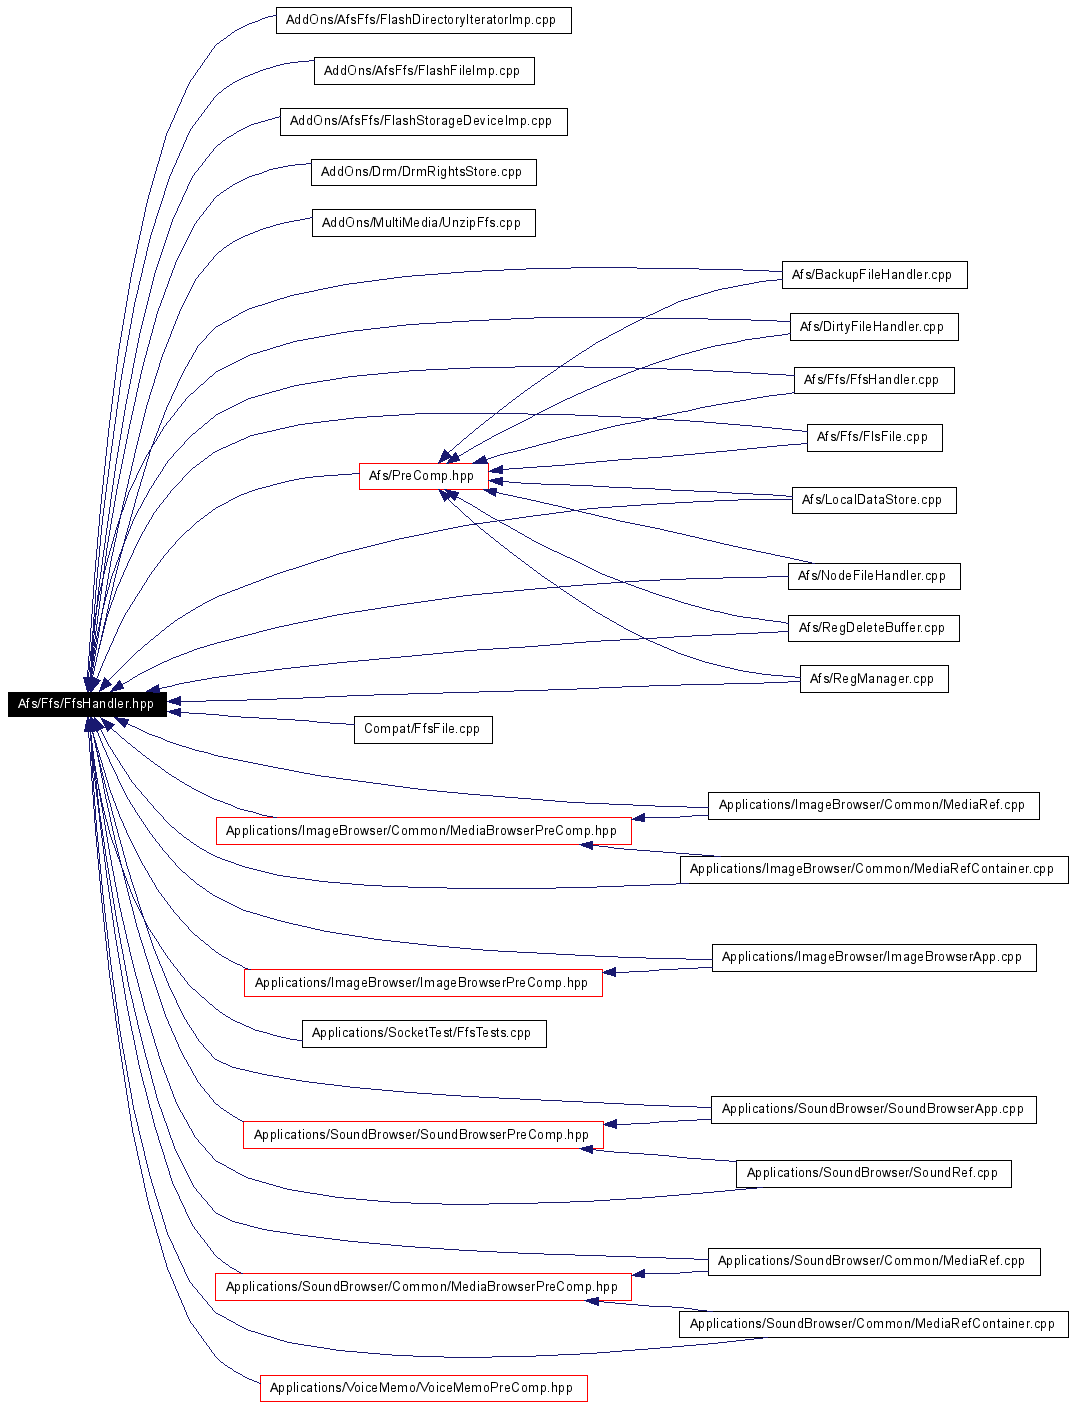 AddOns/AfsFfs/FlashDirectoryIteratorImp.cpp
AddOns/AfsFfs/FlashFileImp.cpp
AddOns/AfsFfs/FlashStorageDeviceImp.cpp
AddOns/Drm/DrmRightsStore.cpp
AddOns/MultiMedia/UnzipFfs.cpp
Afs/BackupFileHandler.cpp
Afs/DirtyFileHandler.cpp
Afs/Ffs/FfsHandler.cpp
Afs/Ffs/FlsFile.cpp
Afs/PreComp.hpp
Afs/LocalDataStore.cpp
Afs/NodeFileHandler.cpp
Afs/RegDeleteBuffer.cpp
Afs/RegManager.cpp
Afs/Ffs/FfsHandler.hpp
Compat/FfsFile.cpp
Applications/ImageBrowser/Common/MediaRef.cpp
Applications/ImageBrowser/Common/MediaBrowserPreComp.hpp
Applications/ImageBrowser/Common/MediaRefContainer.cpp
Applications/ImageBrowser/ImageBrowserApp.cpp
Applications/ImageBrowser/ImageBrowserPreComp.hpp
Applications/SocketTest/FfsTests.cpp
Applications/SoundBrowser/SoundBrowserApp.cpp
Applications/SoundBrowser/SoundBrowserPreComp.hpp
Applications/SoundBrowser/SoundRef.cpp
Applications/SoundBrowser/Common/MediaRef.cpp
Applications/SoundBrowser/Common/MediaBrowserPreComp.hpp
Applications/SoundBrowser/Common/MediaRefContainer.cpp
Applications/VoiceMemo/VoiceMemoPreComp.hpp